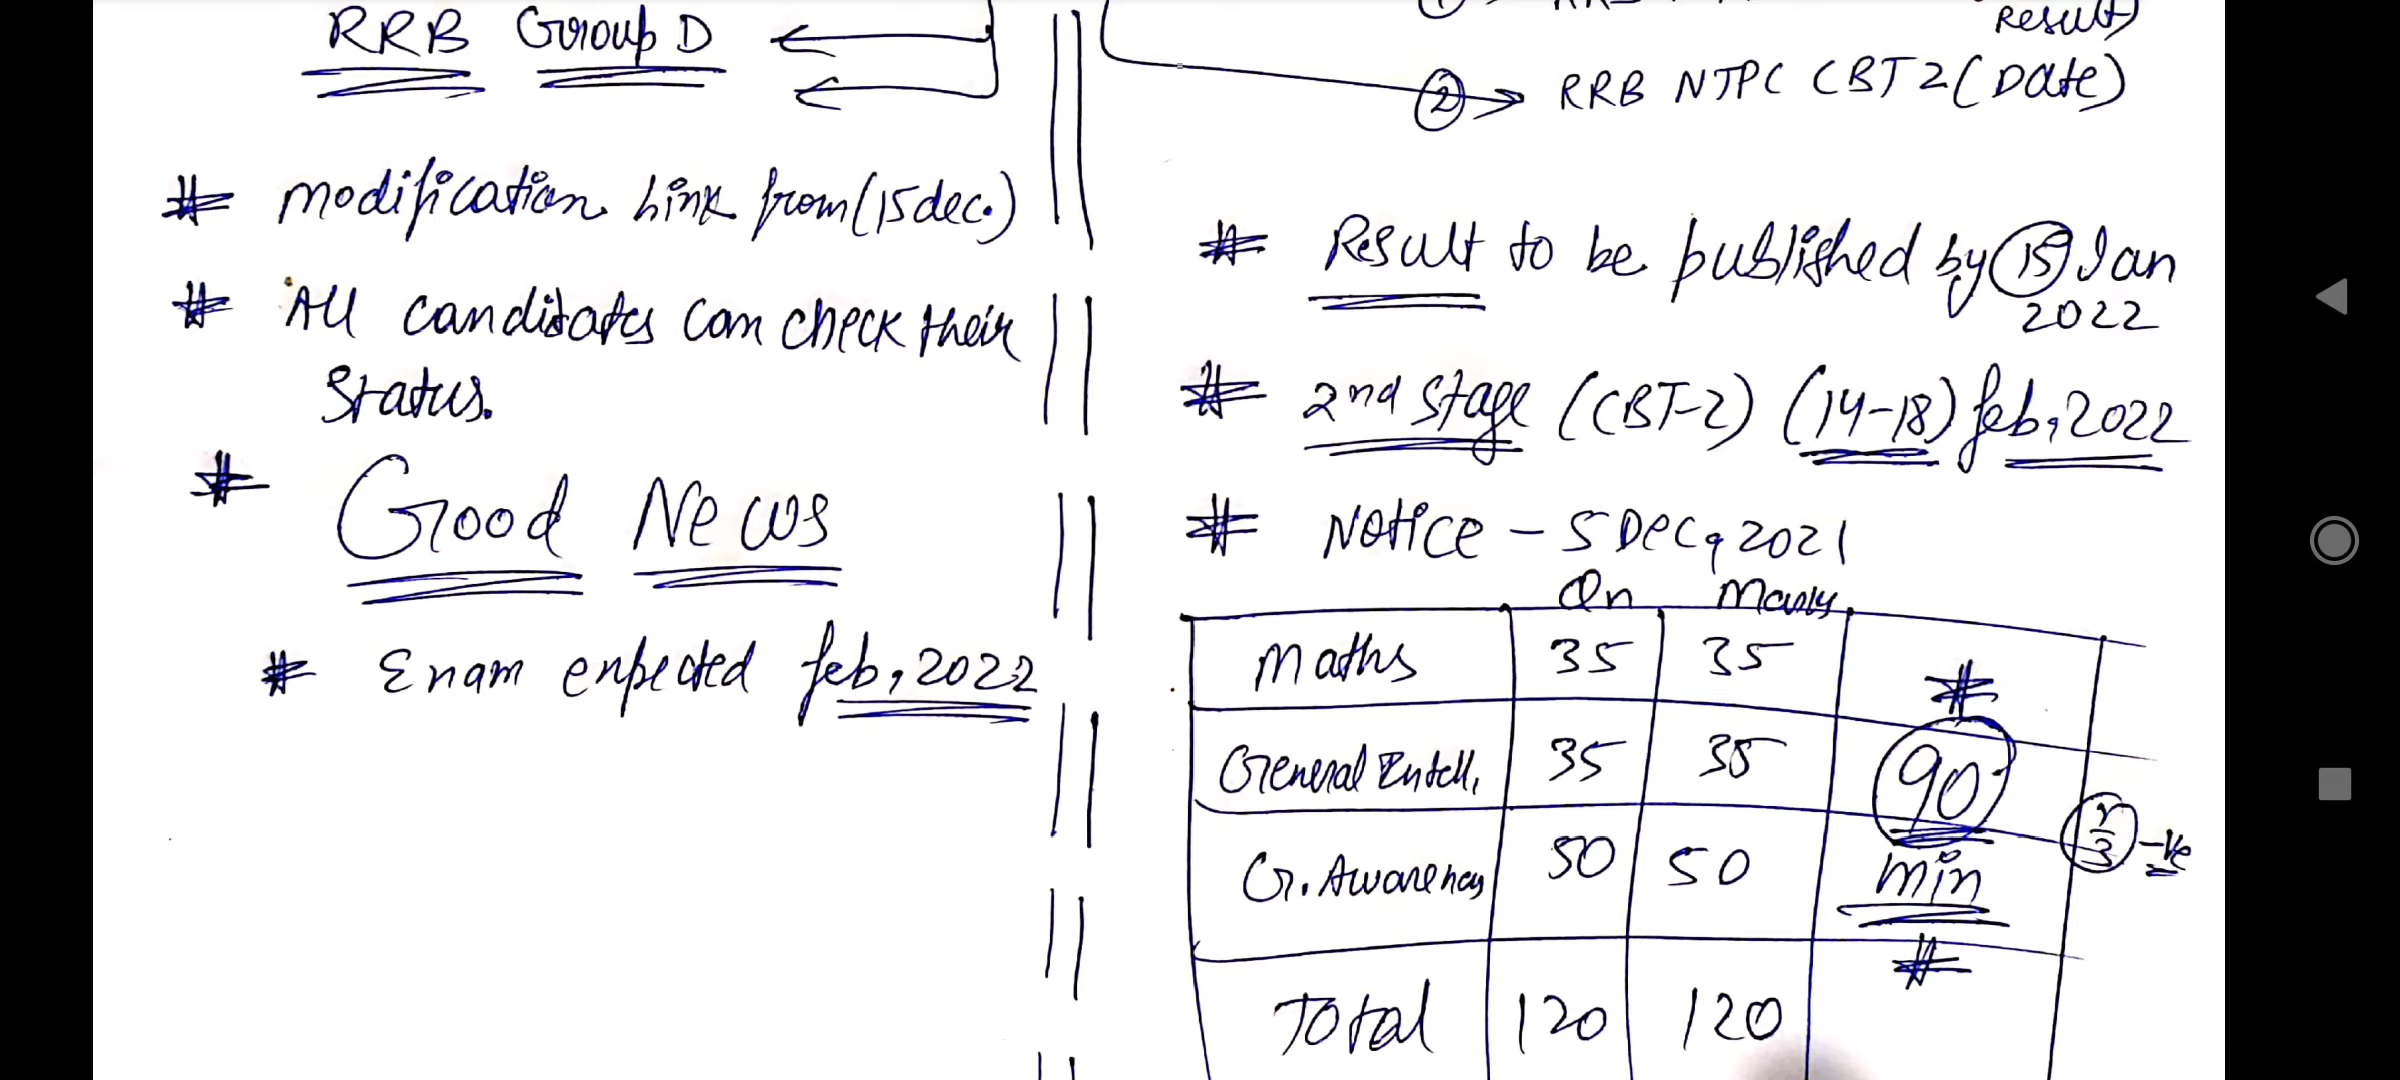 RRB Group D
# modification Link from (15 dec.)
# All candidates can check their
Status.
# Good News
# Exam expected feb, 2022
Result)
② → RRB NTPC CBT 2 (Date)
# Result to be published by 15 Jan
2022
# 2nd Stage (CBT-2) (14-18) feb, 2022
# Notice - 5 Dec, 2021
Qn Marks
Maths 35 35
General Intell. 35 35
G. Awareness 50 50
Total 120 120
#
90
min
#
-ve